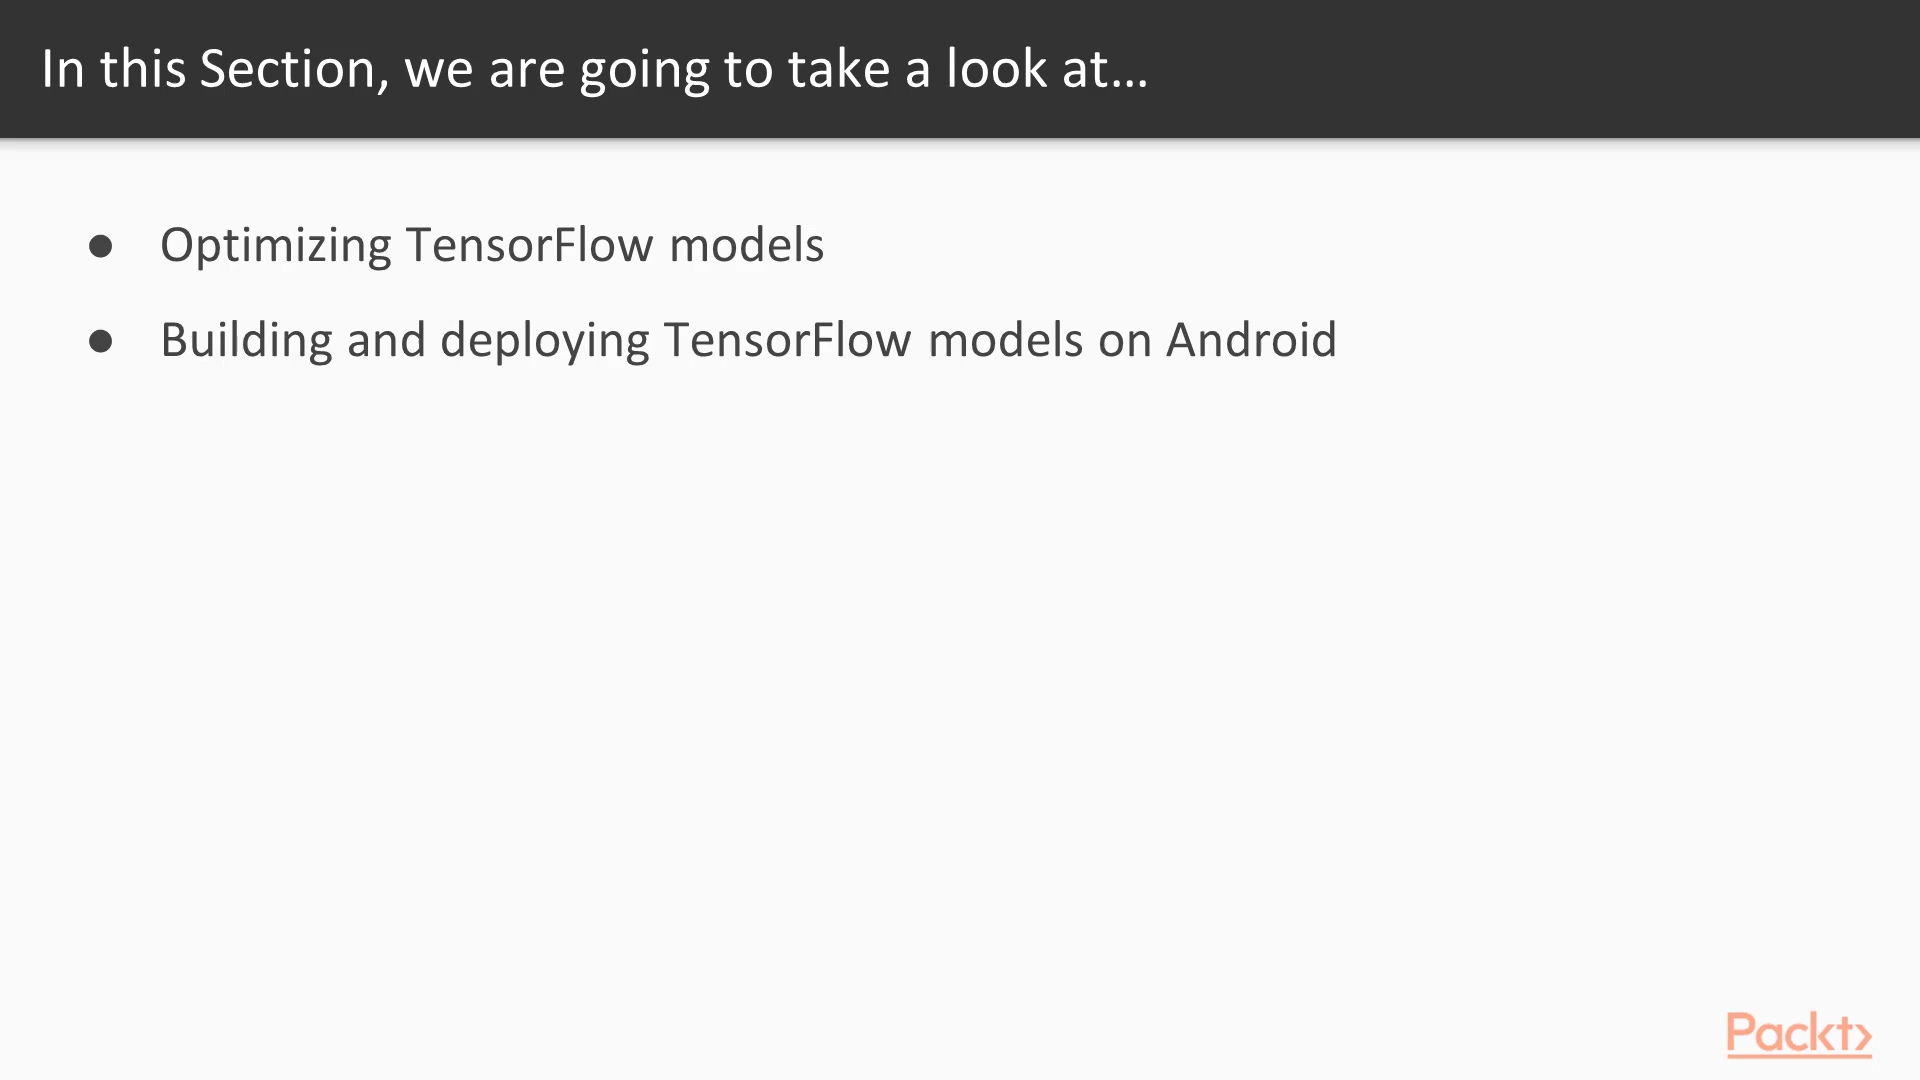 In this Section, we are going to take a look at...
● Optimizing TensorFlow models
● Building and deploying TensorFlow models on Android
Packt>